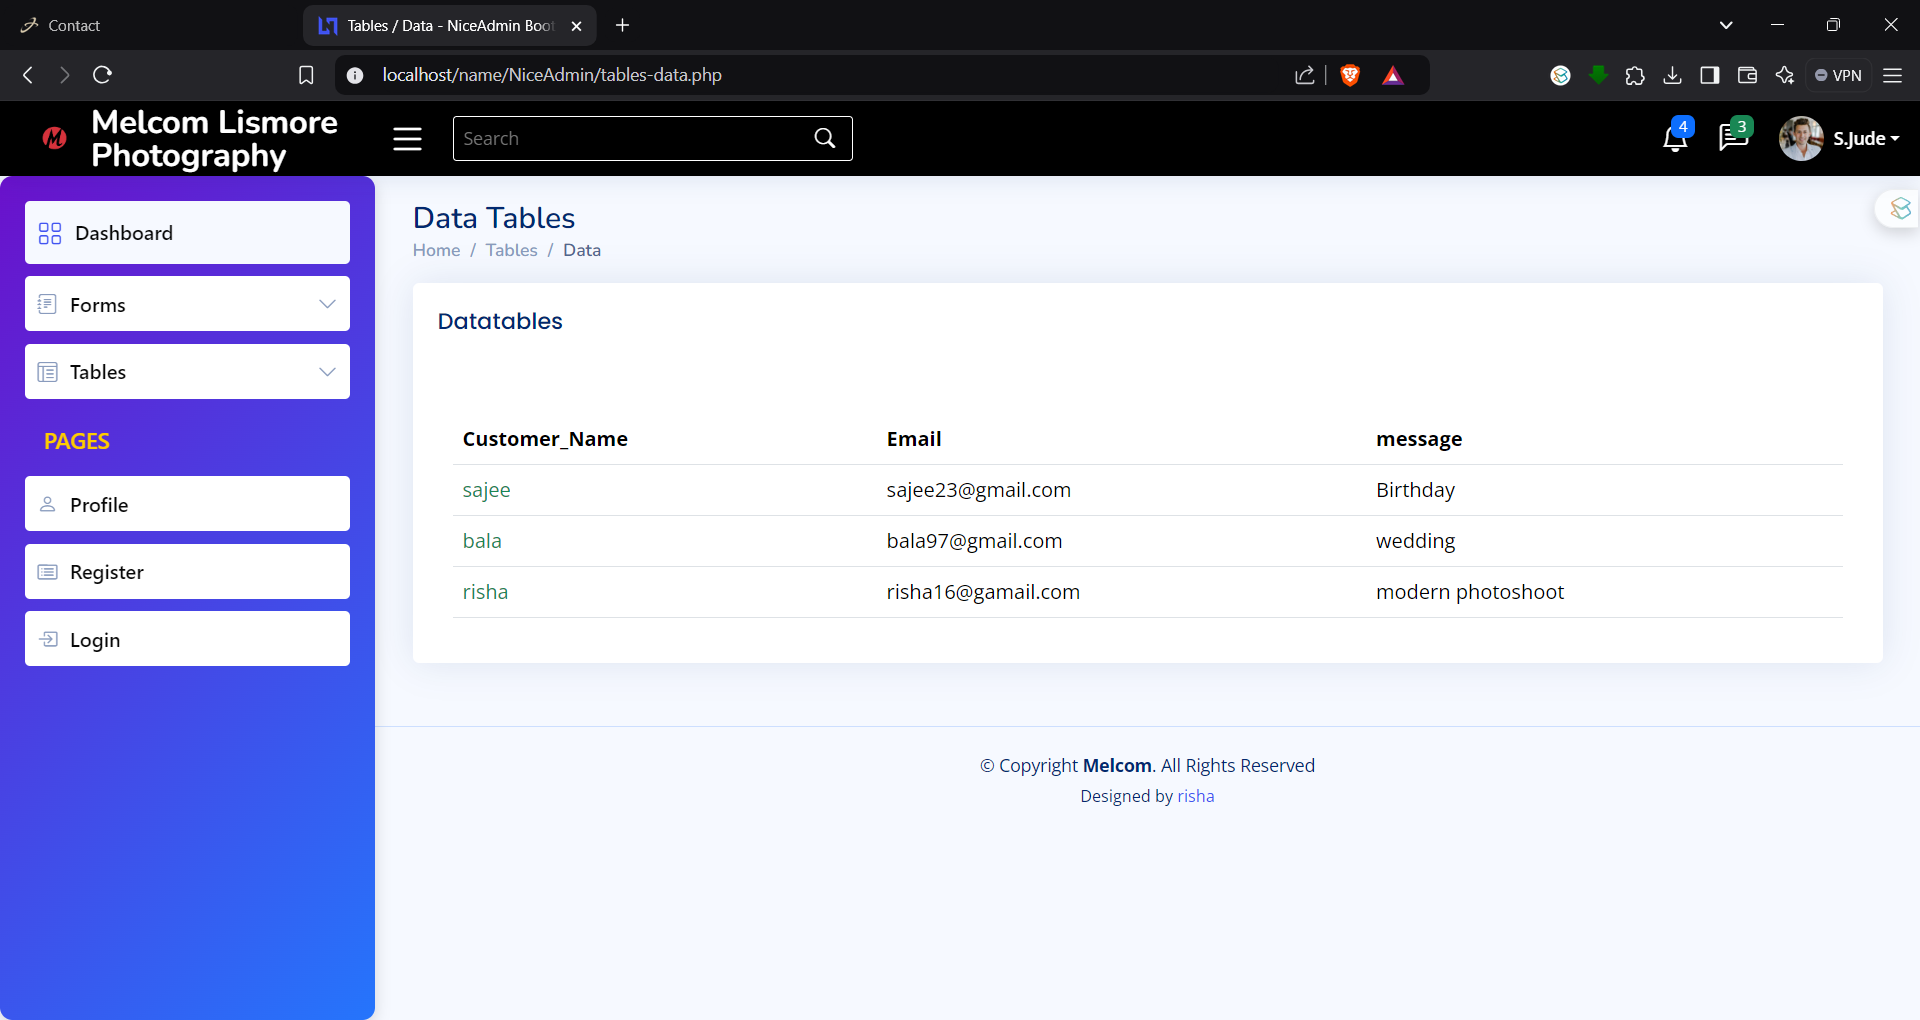 Contact
Tables / Data - NiceAdmin Boot
localhost/name/NiceAdmin/tables-data.php
VPN
Melcom Lismore
Photography
Search
4
3
S.Jude
Dashboard
Forms
Tables
PAGES
Profile
Register
Login
Data Tables
Home / Tables / Data
Datatables
Customer_Name Email message
sajee sajee23@gmail.com Birthday
bala bala97@gmail.com wedding
risha risha16@gamail.com modern photoshoot
© Copyright Melcom. All Rights Reserved
Designed by risha